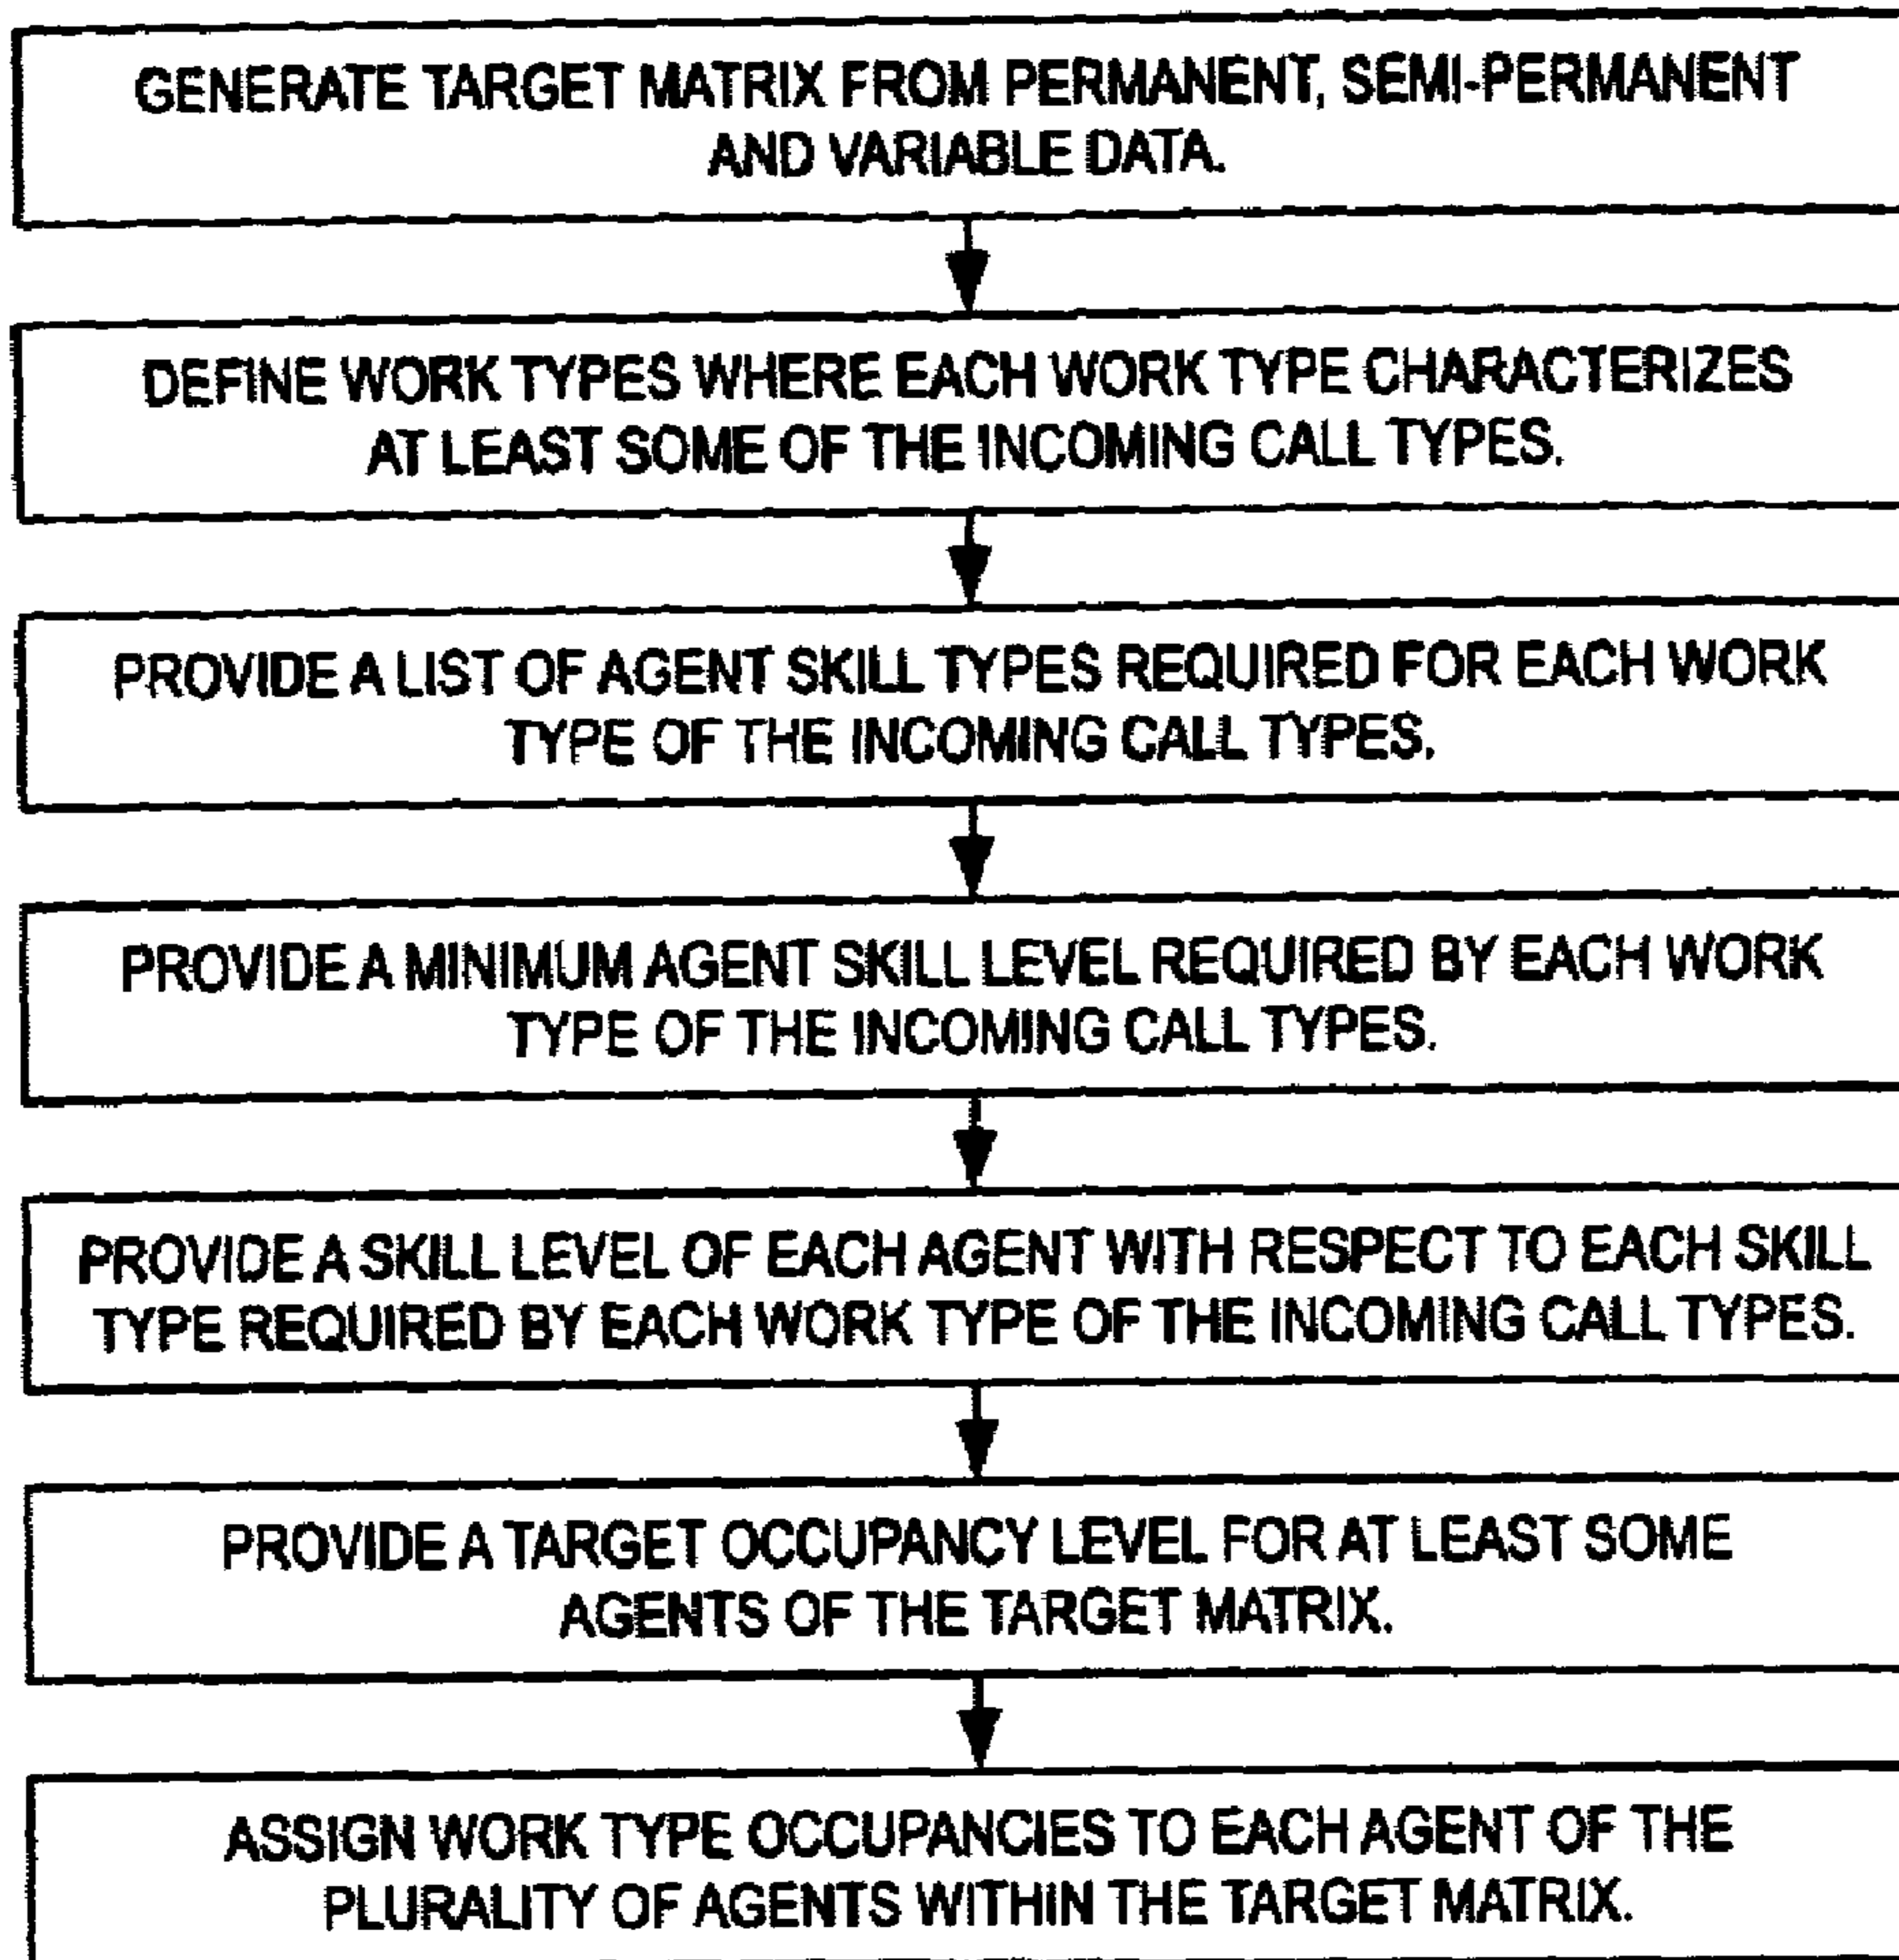 GENERATE TARGET MATRIX FROM PERMANENT, SEMI-PERMANENT
AND VARIABLE DATA.
DEFINE WORK TYPES WHERE EACH WORK TYPE CHARACTERIZES
AT LEAST SOME OF THE INCOMING CALL TYPES.
PROVIDE A LIST OF AGENT SKILL TYPES REQUIRED FOR EACH WORK
TYPE OF THE INCOMING CALL TYPES.
PROVIDE A MINIMUM AGENT SKILL LEVEL REQUIRED BY EACH WORK
TYPE OF THE INCOMING CALL TYPES.
PROVIDE A SKILL LEVEL OF EACH AGENT WITH RESPECT TO EACH SKILL
TYPE REQUIRED BY EACH WORK TYPE OF THE INCOMING CALL TYPES.
PROVIDE A TARGET OCCUPANCY LEVEL FOR AT LEAST SOME
AGENTS OF THE TARGET MATRIX.
ASSIGN WORK TYPE OCCUPANCIES TO EACH AGENT OF THE
PLURALITY OF AGENTS WITHIN THE TARGET MATRIX.